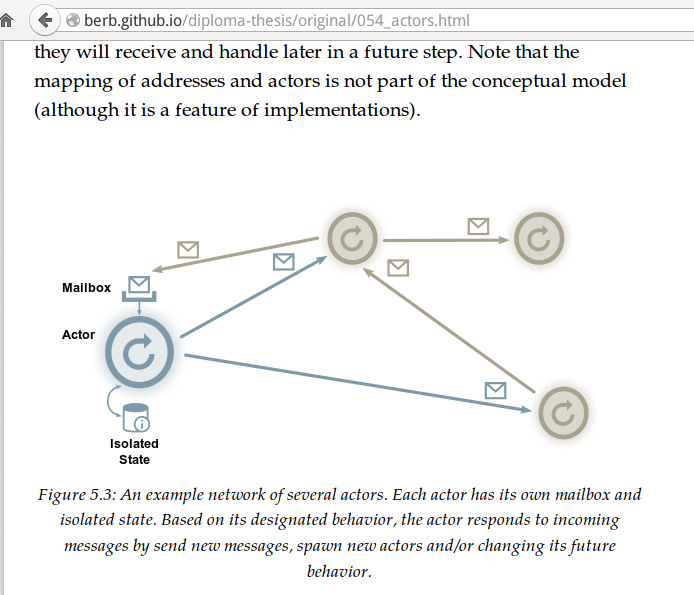 berb.github.io/diploma-thesis/original/054_actors.html
they will receive and handle later in a future step. Note that the
mapping of addresses and actors is not part of the conceptual model
(although it is a feature of implementations).
Mailbox
Actor
Isolated
State
Figure 5.3: An example network of several actors. Each actor has its own mailbox and
isolated state. Based on its designated behavior, the actor responds to incoming
messages by send new messages, spawn new actors and/or changing its future
behavior.